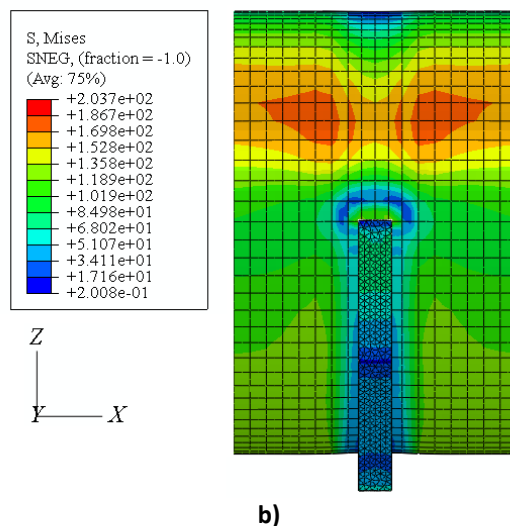 S, Mises
SNEG, (fraction = -1.0)
(Avg: 75%)
+2.037e+02
+1.867e+02
+1.698e+02
+1.528e+02
+1.358e+02
+1.189e+02
+1.019e+02
+8.498e+01
+6.802e+01
+5.107e+01
+3.411e+01
+1.716e+01
+2.008e-01
Z
Y X
b)